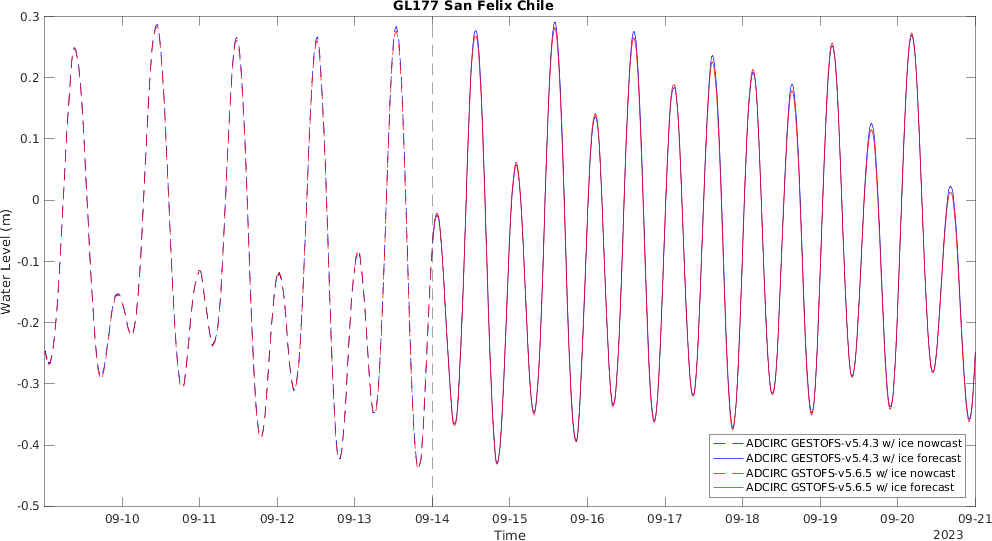 GL177 San Felix Chile
0.3
0.2
0.1
0
-0.1
-0.2
-0.3
-0.4
-0.5
Water Level (m)
ADCIRC GESTOFS-v5.4.3 w/ ice nowcast
ADCIRC GESTOFS-v5.4.3 w/ ice forecast
ADCIRC GSTOFS-v5.6.5 w/ ice nowcast
ADCIRC GSTOFS-v5.6.5 w/ ice forecast
09-10 09-11 09-12 09-13 09-14 09-15 09-16 09-17 09-18 09-19 09-20 09-21
Time
2023